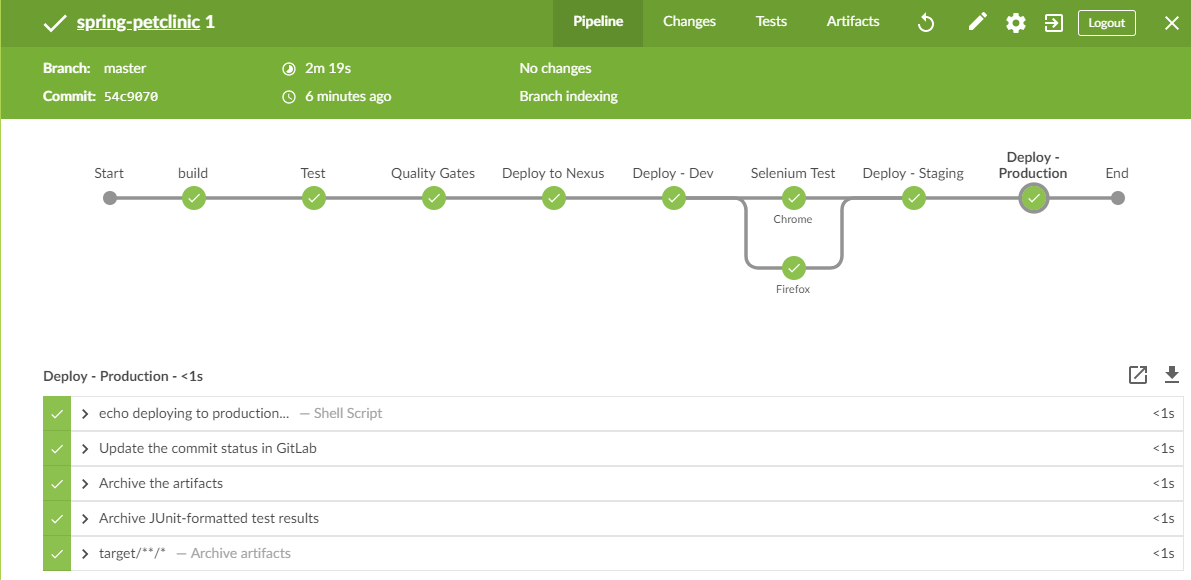 spring-petclinic 1
Pipeline Changes Tests Artifacts Logout
Branch: master 2m 19s No changes
Commit: 54c9070 6 minutes ago Branch indexing
Start build Test Quality Gates Deploy to Nexus Deploy - Dev Selenium Test Deploy - Staging Deploy - Production End
Chrome
Firefox
Deploy - Production - <1s
echo deploying to production... — Shell Script <1s
Update the commit status in GitLab <1s
Archive the artifacts <1s
Archive JUnit-formatted test results <1s
target/**/* — Archive artifacts <1s